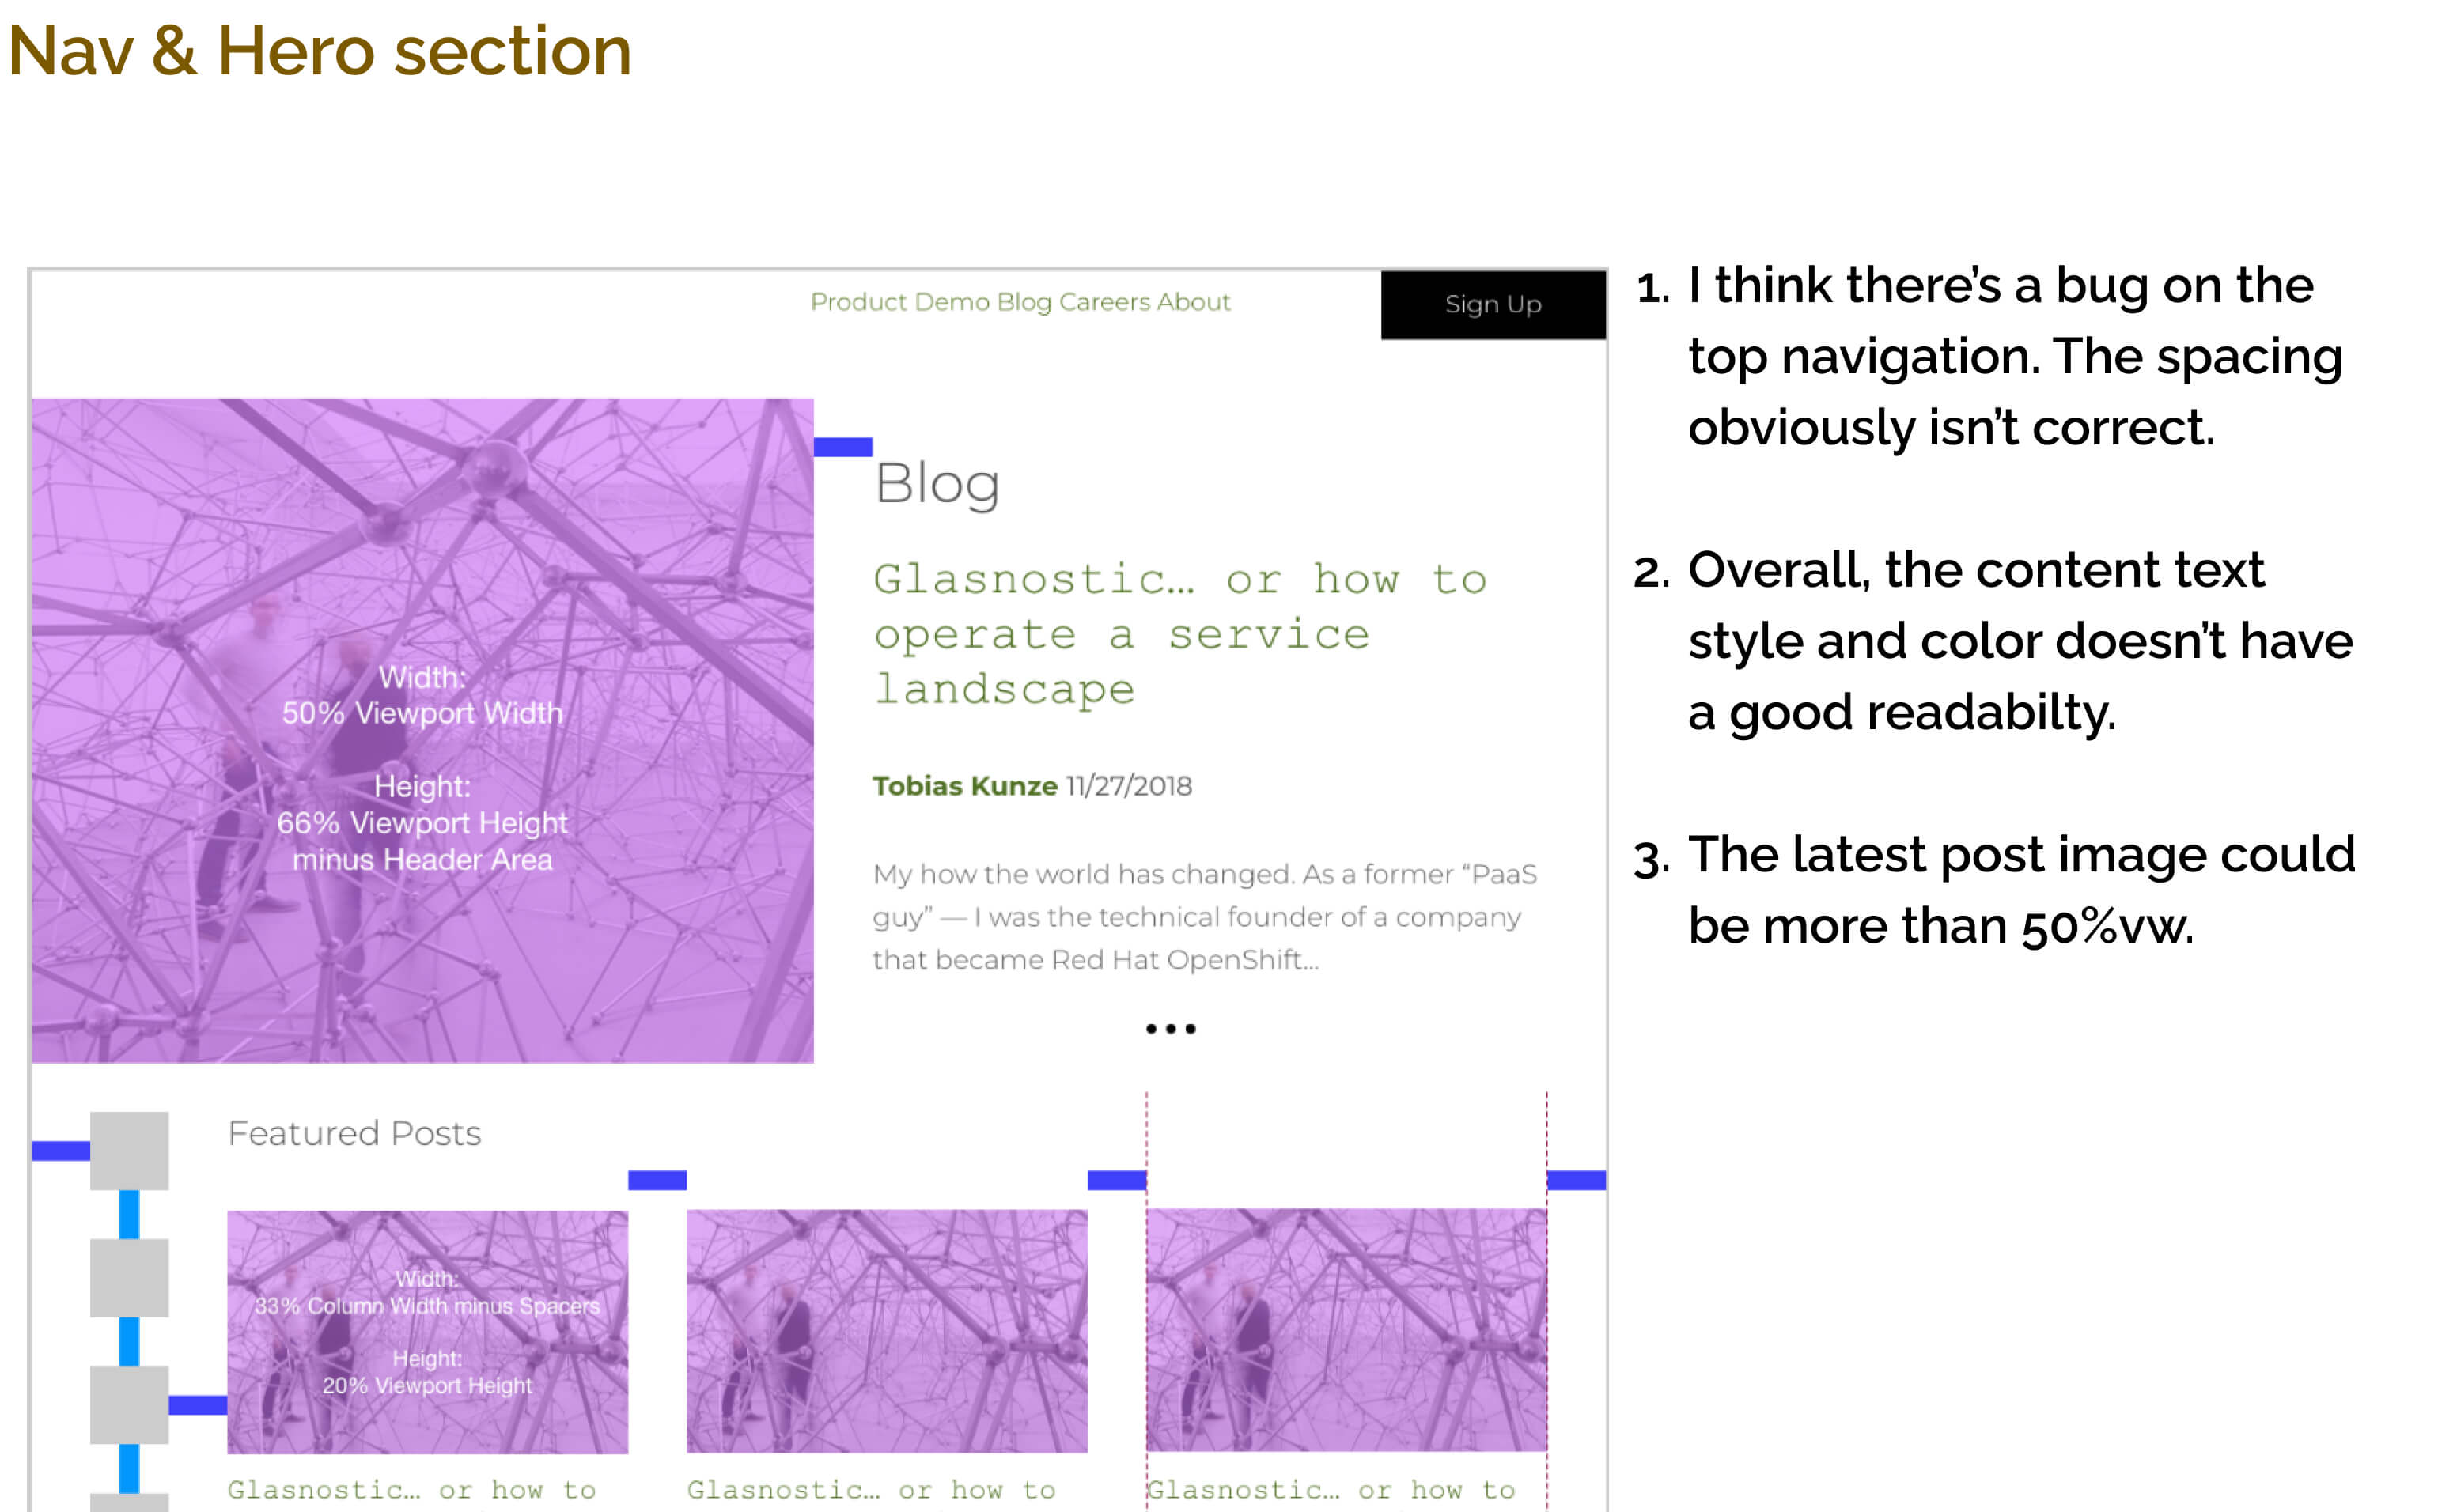 Nav & Hero section
Product Demo Blog Careers About
Sign Up
Blog
Glasnostic… or how to
operate a service
landscape
Tobias Kunze 11/27/2018
My how the world has changed. As a former “PaaS
guy” — I was the technical founder of a company
that became Red Hat OpenShift...
•••
Width:
50% Viewport Width
Height:
66% Viewport Height
minus Header Area
Featured Posts
Width:
33% Column Width minus Spacers
Height:
20% Viewport Height
Glasnostic… or how to
Glasnostic… or how to
Glasnostic… or how to
1. I think there’s a bug on the
top navigation. The spacing
obviously isn’t correct.
2. Overall, the content text
style and color doesn’t have
a good readabilty.
3. The latest post image could
be more than 50%vw.